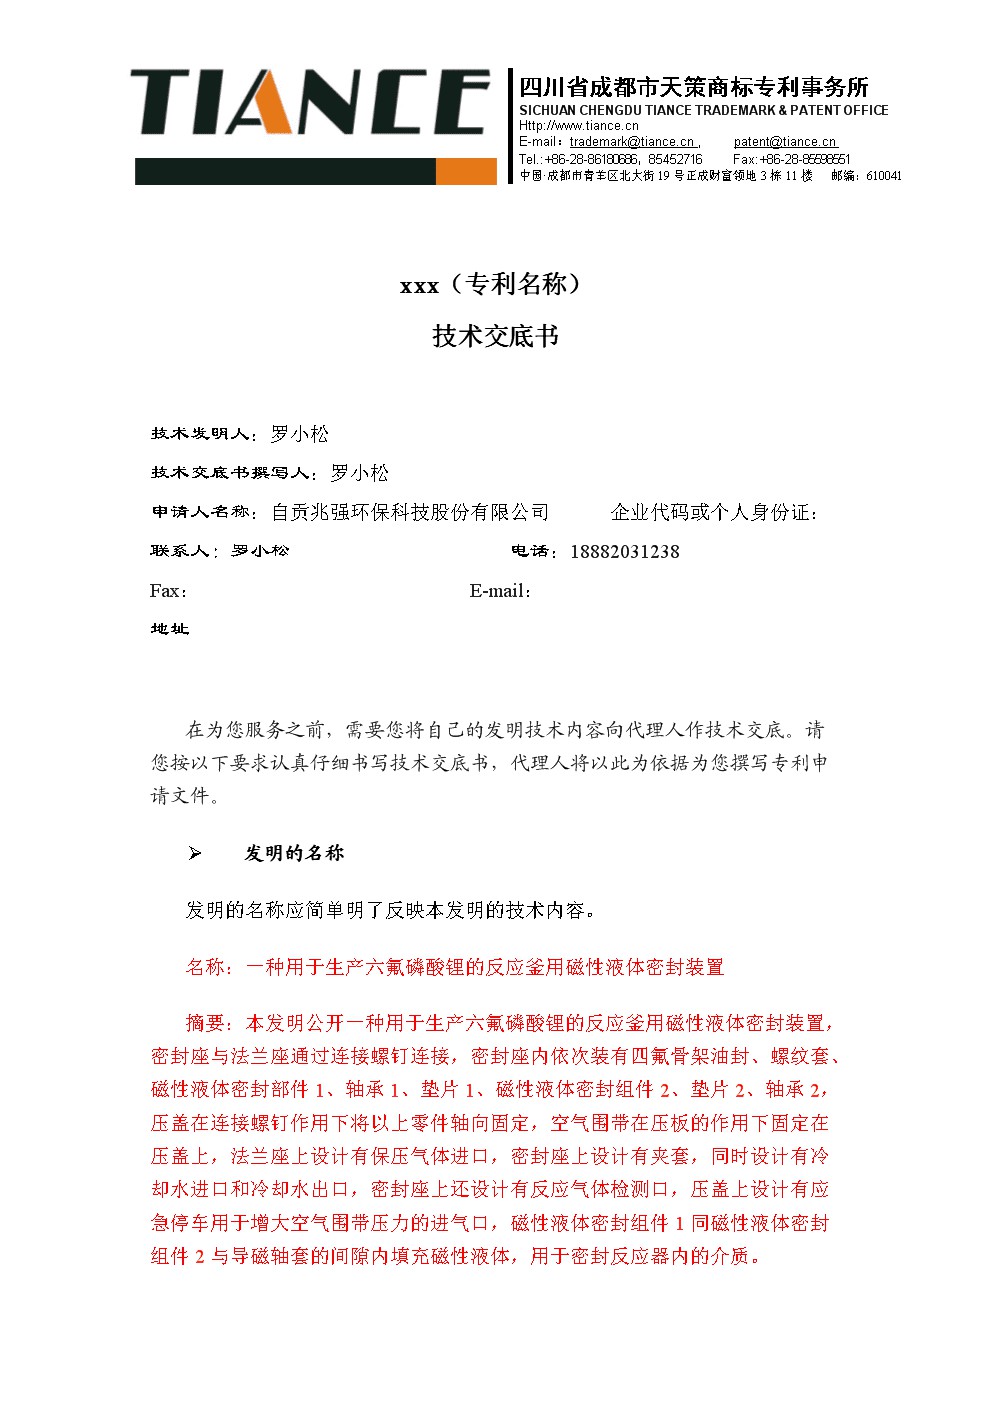 TIANCE
四川省成都市天策商标专利事务所
SICHUAN CHENGDU TIANCE TRADEMARK & PATENT OFFICE
Http://www.tiance.cn
E-mail：trademark@tiance.cn , patent@tiance.cn
Tel.:+86-28-86180686，85452716 Fax:+86-28-85598551
中国·成都市青羊区北大街19号正成财富领地3栋11楼 邮编：610041
xxx（专利名称）
技术交底书
技术发明人：罗小松
技术交底书撰写人：罗小松
申请人名称：自贡兆强环保科技股份有限公司 企业代码或个人身份证：
联系人；罗小松 电话：18882031238
Fax： E-mail：
地址
在为您服务之前，需要您将自己的发明技术内容向代理人作技术交底。请
您按以下要求认真仔细书写技术交底书，代理人将以此为依据为您撰写专利申
请文件。
➢ 发明的名称
发明的名称应简单明了反映本发明的技术内容。
名称：一种用于生产六氟磷酸锂的反应釜用磁性液体密封装置
摘要：本发明公开一种用于生产六氟磷酸锂的反应釜用磁性液体密封装置，
密封座与法兰座通过连接螺钉连接，密封座内依次装有四氟骨架油封、螺纹套、
磁性液体密封部件1、轴承1、垫片1、磁性液体密封组件2、垫片2、轴承2，
压盖在连接螺钉作用下将以上零件轴向固定，空气围带在压板的作用下固定在
压盖上，法兰座上设计有保压气体进口，密封座上设计有夹套，同时设计有冷
却水进口和冷却水出口，密封座上还设计有反应气体检测口，压盖上设计有应
急停车用于增大空气围带压力的进气口，磁性液体密封组件1同磁性液体密封
组件2与导磁轴套的间隙内填充磁性液体，用于密封反应器内的介质。